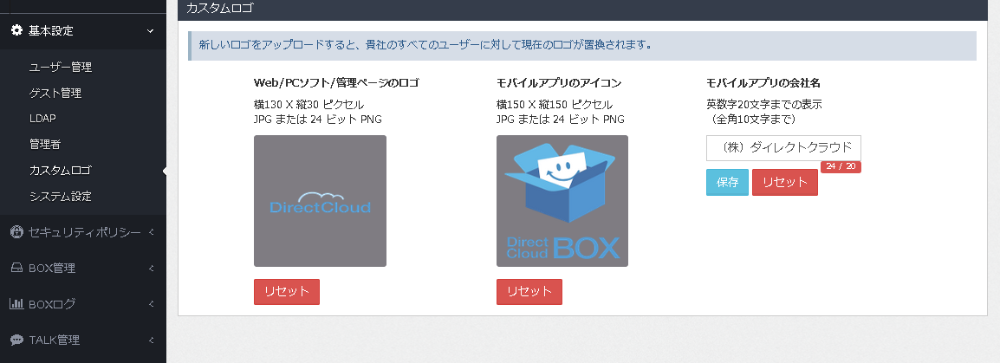 カスタムロゴ
基本設定
ユーザー管理
ゲスト管理
LDAP
管理者
カスタムロゴ
システム設定
セキュリティポリシー
BOX管理
BOXログ
TALK管理
新しいロゴをアップロードすると、貴社のすべてのユーザーに対して現在のロゴが置換されます。
Web/PCソフト/管理ページのロゴ
横130 X 縦30 ピクセル
JPG または 24 ビット PNG
DirectCloud
リセット
モバイルアプリのアイコン
横150 X 縦150 ピクセル
JPG または 24 ビット PNG
Direct
Cloud BOX
リセット
モバイルアプリの会社名
英数字20文字までの表示
（全角10文字まで）
（株）ダイレクトクラウド
24 / 20
保存 リセット